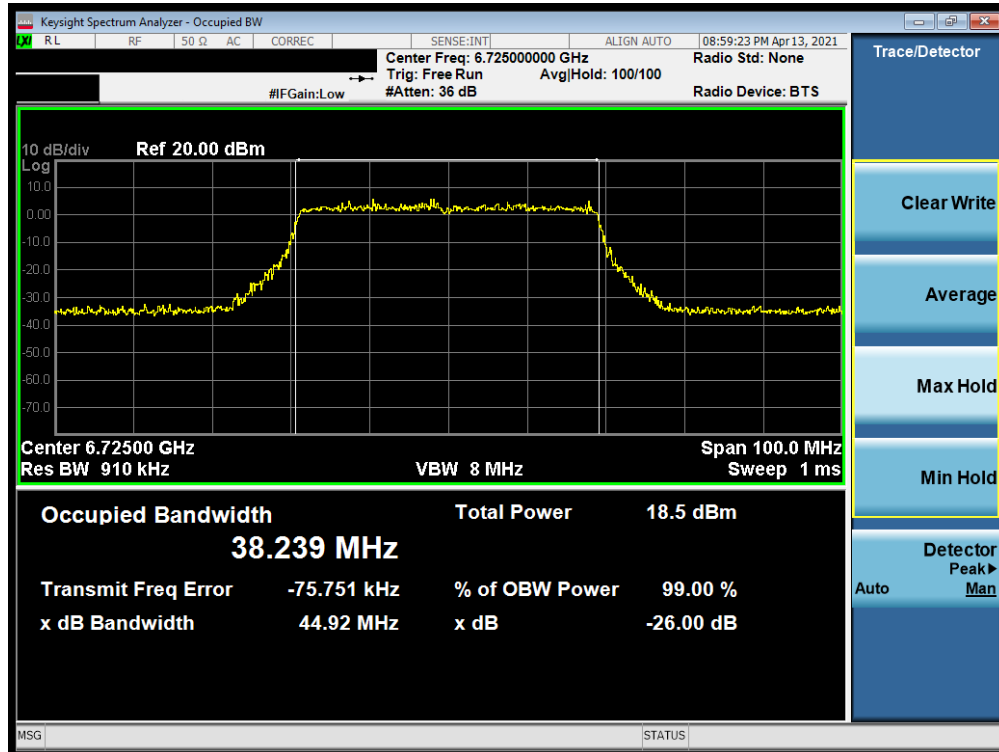 Keysight Spectrum Analyzer - Occupied BW
LXI RL RF 50 Ω AC CORREC SENSE:INT ALIGN AUTO 08:59:23 PM Apr 13, 2021
Center Freq: 6.725000000 GHz Radio Std: None
Trig: Free Run Avg|Hold: 100/100
#IFGain:Low #Atten: 36 dB Radio Device: BTS
Trace/Detector
10 dB/div Ref 20.00 dBm
Log
10.0
0.00
-10.0
-20.0
-30.0
-40.0
-50.0
-60.0
-70.0
Center 6.72500 GHz Span 100.0 MHz
Res BW 910 kHz VBW 8 MHz Sweep 1 ms
Occupied Bandwidth Total Power 18.5 dBm
38.239 MHz
Transmit Freq Error -75.751 kHz % of OBW Power 99.00 %
x dB Bandwidth 44.92 MHz x dB -26.00 dB
Clear Write
Average
Max Hold
Min Hold
Detector
Peak▶
Auto Man
MSG STATUS